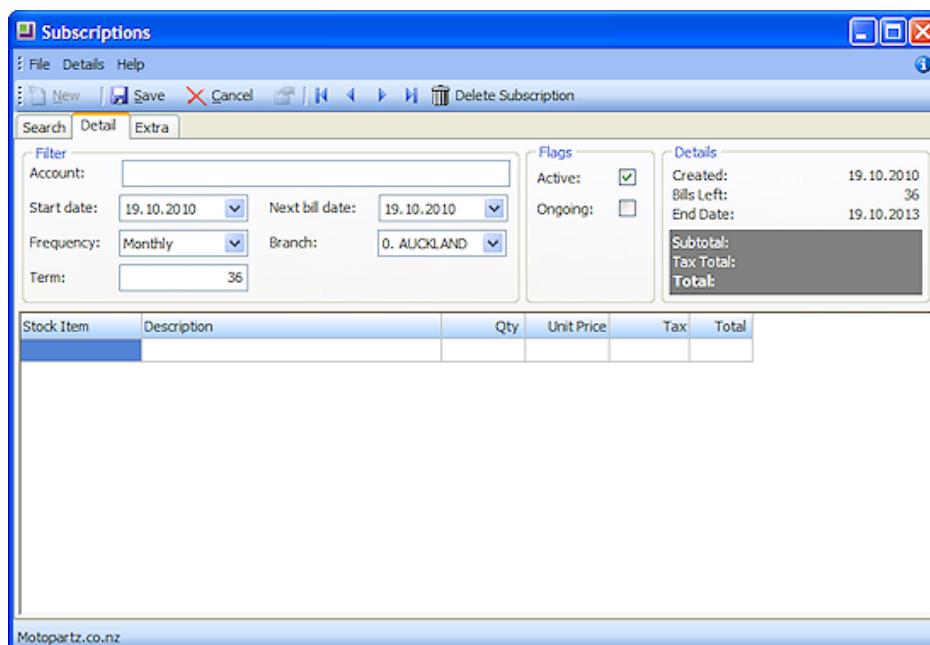 Subscriptions
File Details Help
New Save Cancel Delete Subscription
Search Detail Extra
Filter Flags Details
Account: Active: Created: 19.10.2010
Bills Left: 36
Start date: 19.10.2010 Next bill date: 19.10.2010 Ongoing: End Date: 19.10.2013
Frequency: Monthly Branch: 0. AUCKLAND Subtotal:
Tax Total:
Term: 36 Total:
Stock Item Description Qty Unit Price Tax Total
Motopartz.co.nz